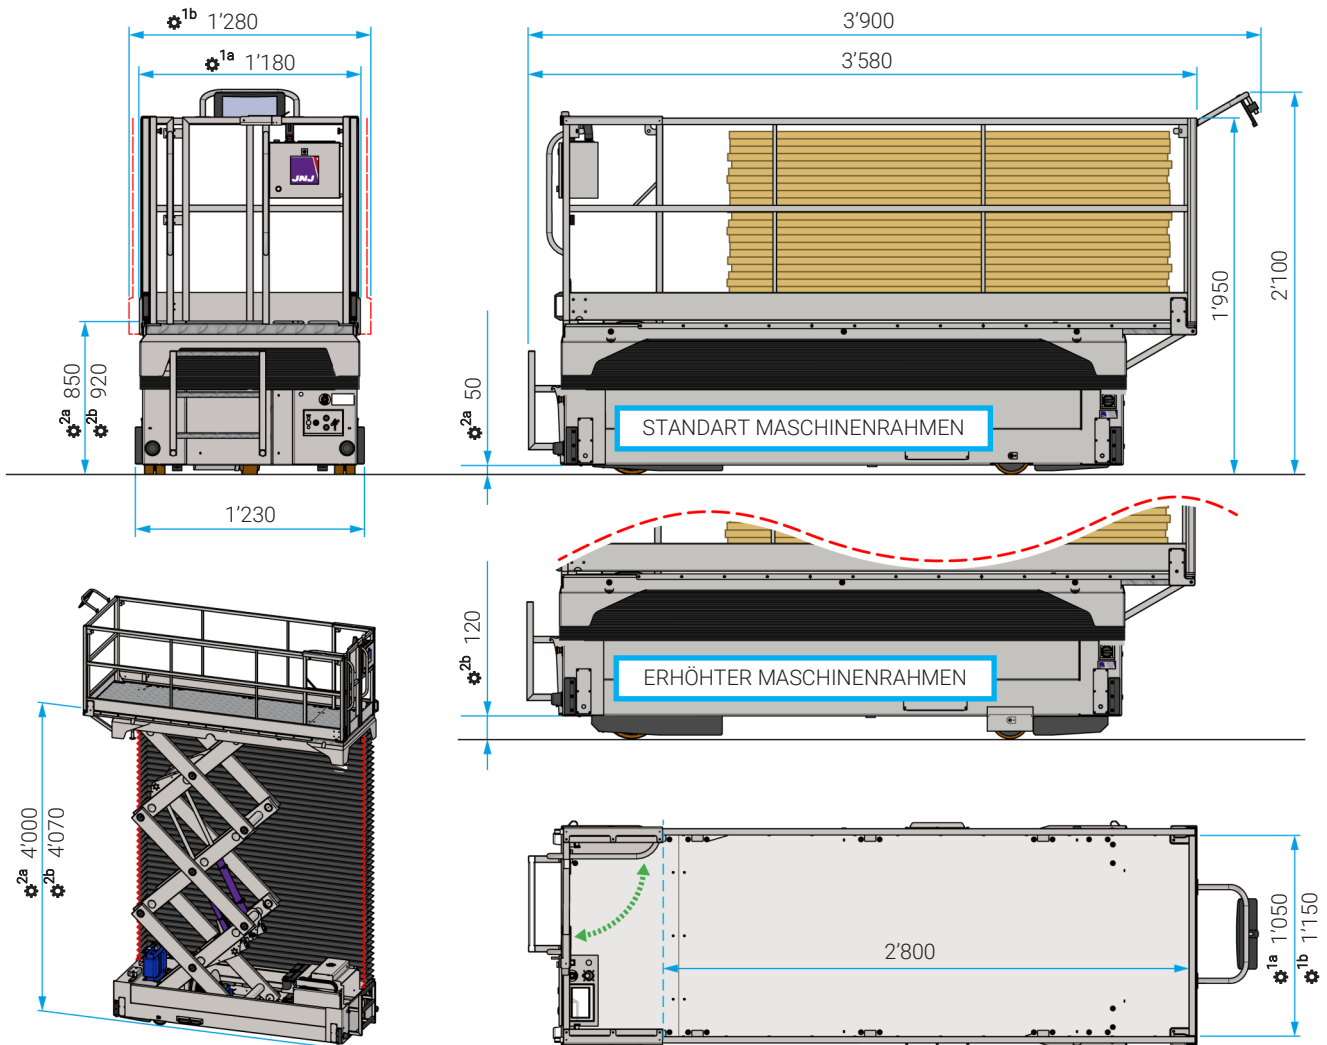 1b 1'280
1a 1'180
3'900
3'580
JNJ
2a 850
2b 920
1'230
2a 50
1'950
2'100
STANDART MASCHINENRAHMEN
2b 120
ERHÖHTER MASCHINENRAHMEN
2a 4'000
2b 4'070
2'800
1a 1'050
1b 1'150